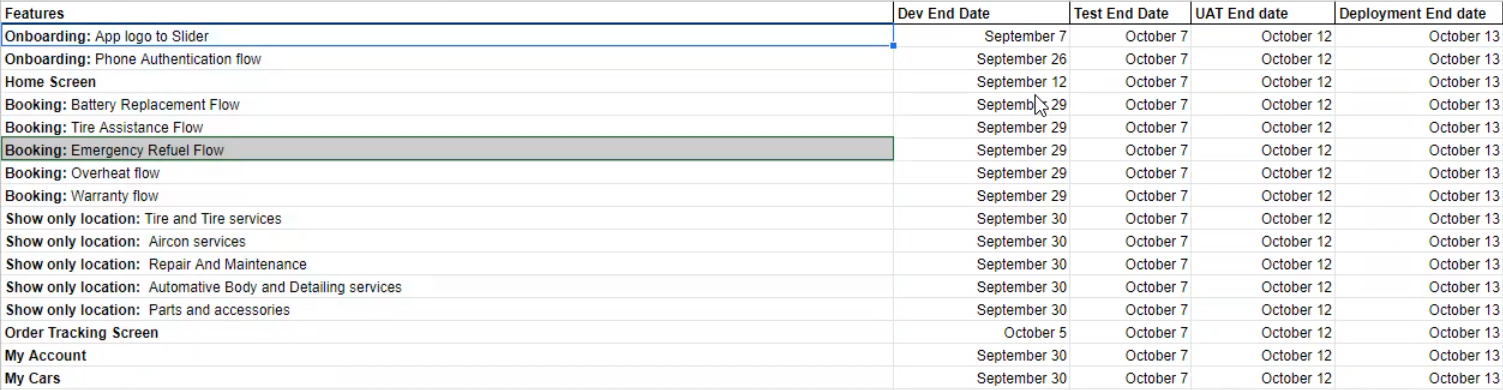 Features Dev End Date Test End Date UAT End date Deployment End date
Onboarding: App logo to Slider September 7 October 7 October 12 October 13
Onboarding: Phone Authentication flow September 26 October 7 October 12 October 13
Home Screen September 12 October 7 October 12 October 13
Booking: Battery Replacement Flow September 29 October 7 October 12 October 13
Booking: Tire Assistance Flow September 29 October 7 October 12 October 13
Booking: Emergency Refuel Flow September 29 October 7 October 12 October 13
Booking: Overheat flow September 29 October 7 October 12 October 13
Booking: Warranty flow September 29 October 7 October 12 October 13
Show only location: Tire and Tire services September 30 October 7 October 12 October 13
Show only location: Aircon services September 30 October 7 October 12 October 13
Show only location: Repair And Maintenance September 30 October 7 October 12 October 13
Show only location: Automative Body and Detailing services September 30 October 7 October 12 October 13
Show only location: Parts and accessories September 30 October 7 October 12 October 13
Order Tracking Screen October 5 October 7 October 12 October 13
My Account September 30 October 7 October 12 October 13
My Cars September 30 October 7 October 12 October 13